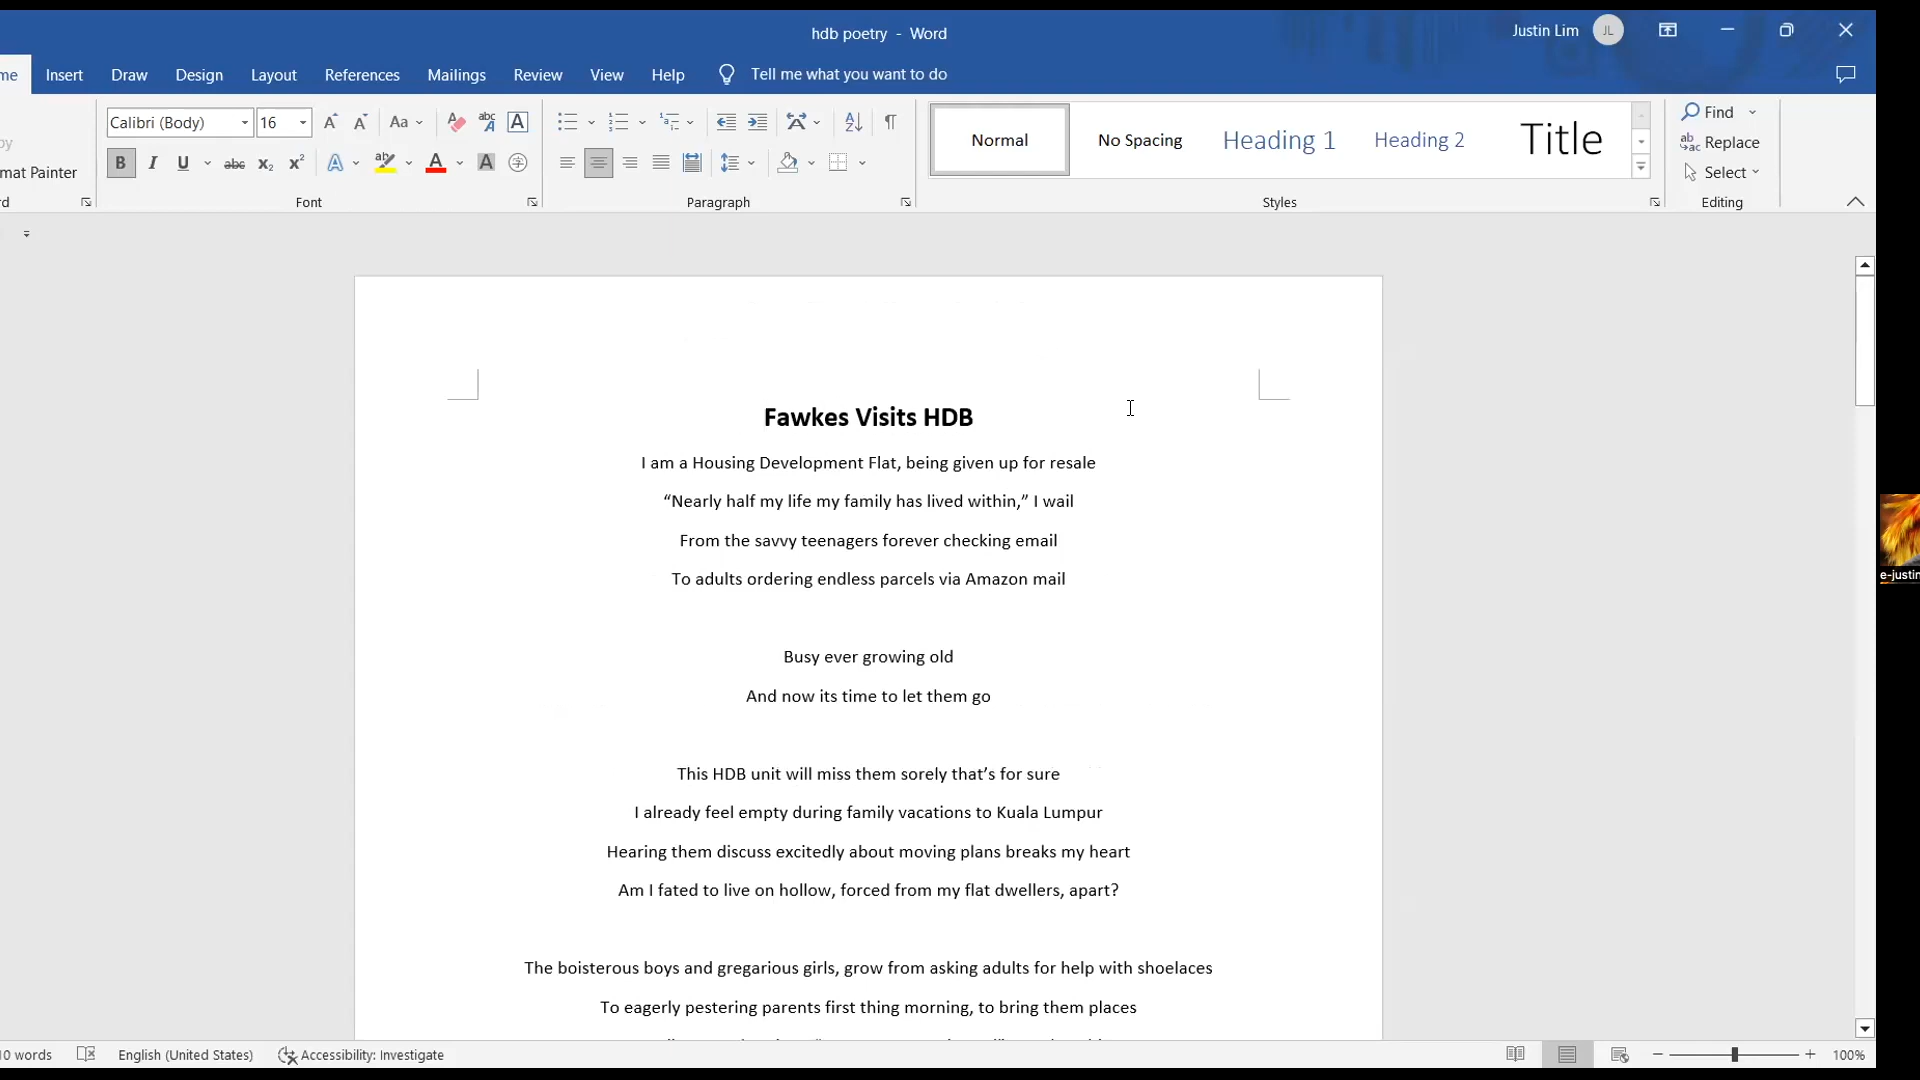 hdb poetry - Word
Justin Lim JL
me Insert Draw Design Layout References Mailings Review View Help Tell me what you want to do
Calibri (Body) 16 Aa
Normal No Spacing Heading 1 Heading 2 Title
Find
Replace
Select
mat Painter
Font Paragraph Styles Editing
Fawkes Visits HDB
I am a Housing Development Flat, being given up for resale
“Nearly half my life my family has lived within,” I wail
From the savvy teenagers forever checking email
To adults ordering endless parcels via Amazon mail
Busy ever growing old
And now its time to let them go
This HDB unit will miss them sorely that’s for sure
I already feel empty during family vacations to Kuala Lumpur
Hearing them discuss excitedly about moving plans breaks my heart
Am I fated to live on hollow, forced from my flat dwellers, apart?
The boisterous boys and gregarious girls, grow from asking adults for help with shoelaces
To eagerly pestering parents first thing morning, to bring them places
e-justin
0 words English (United States) Accessibility: Investigate 100%